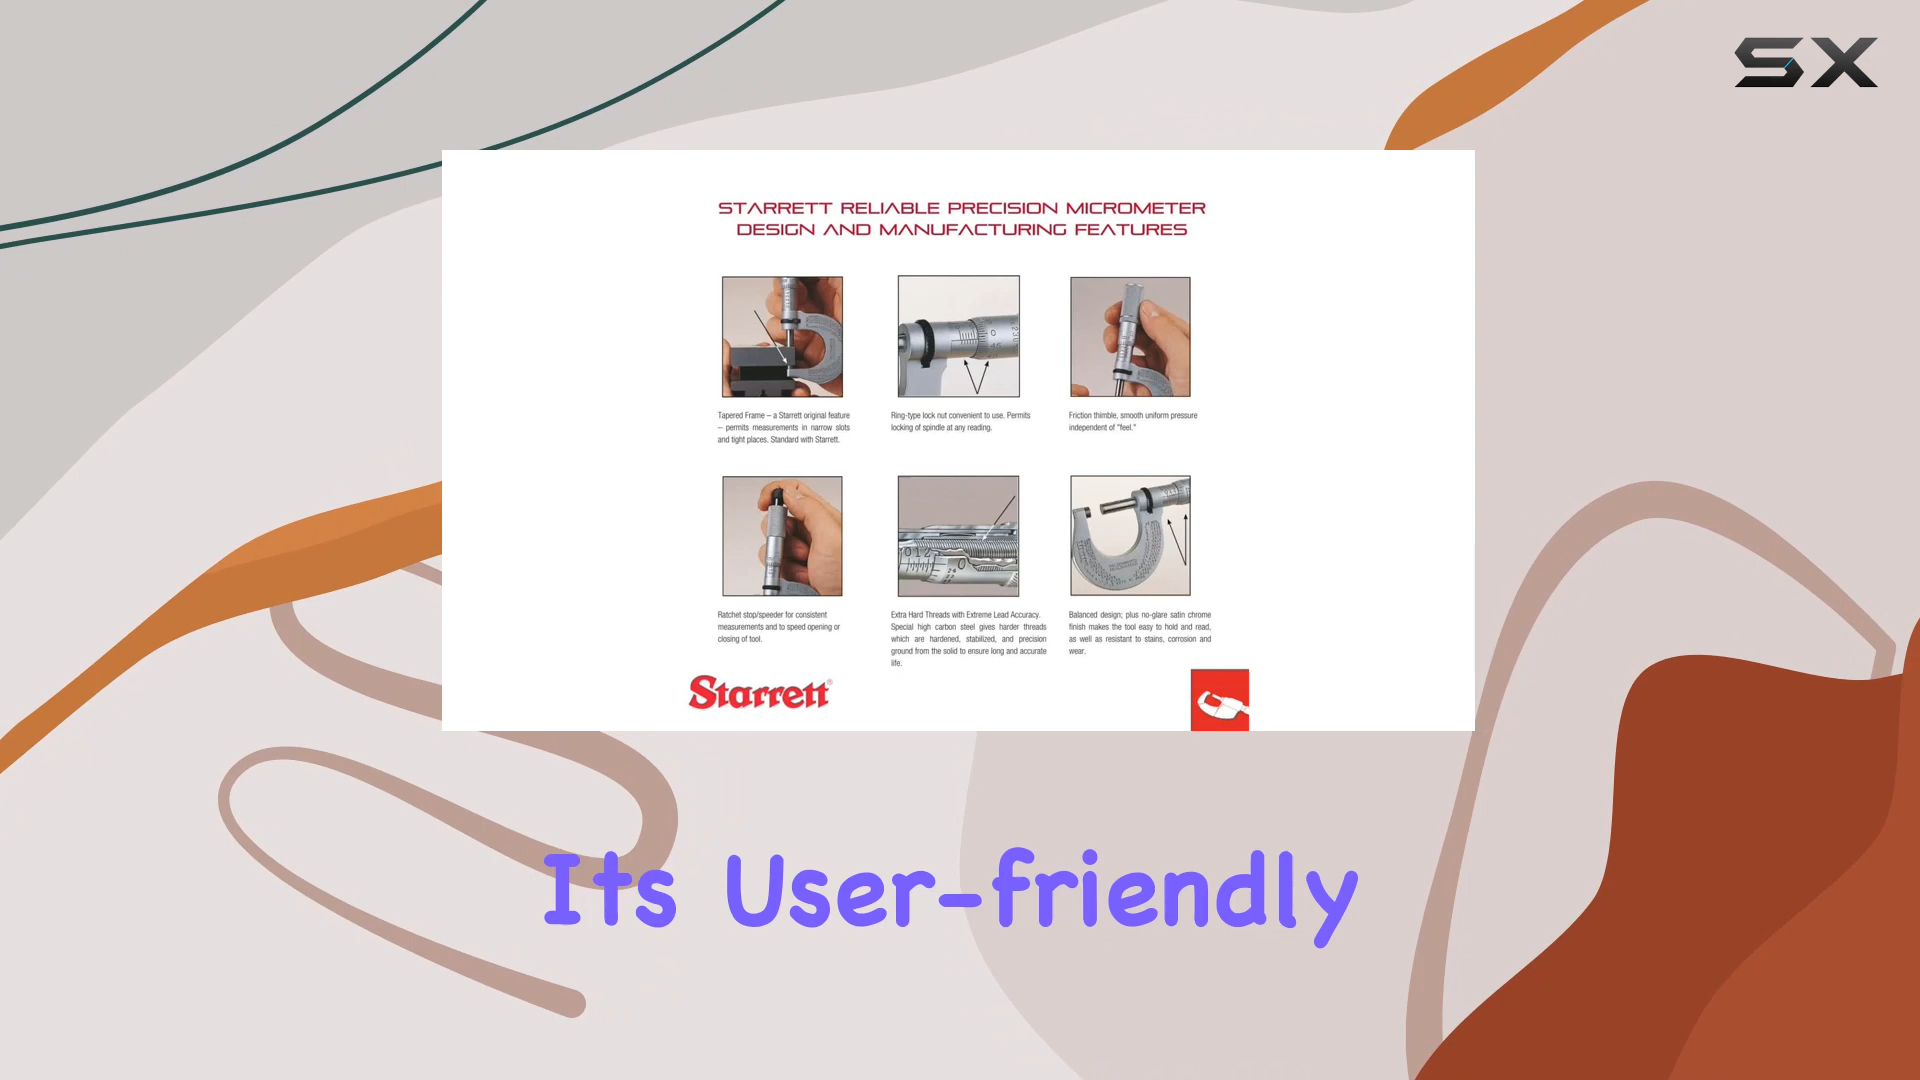 SX
STARRETT RELIABLE PRECISION MICROMETER
DESIGN AND MANUFACTURING FEATURES
Tapered Frame – a Starrett original feature
– permits measurements in narrow slots
and tight places. Standard with Starrett.
Ring-type lock nut convenient to use. Permits
locking of spindle at any reading.
Friction thimble, smooth uniform pressure
independent of "feel."
Ratchet stop/speeder for consistent
measurements and to speed opening or
closing of tool.
Extra Hard Threads with Extreme Lead Accuracy.
Special high carbon steel gives harder threads
which are hardened, stabilized, and precision
ground from the solid to ensure long and accurate
life.
Balanced design; plus no-glare satin chrome
finish makes the tool easy to hold and read,
as well as resistant to stains, corrosion and
wear.
Starrett®
Its User-friendly